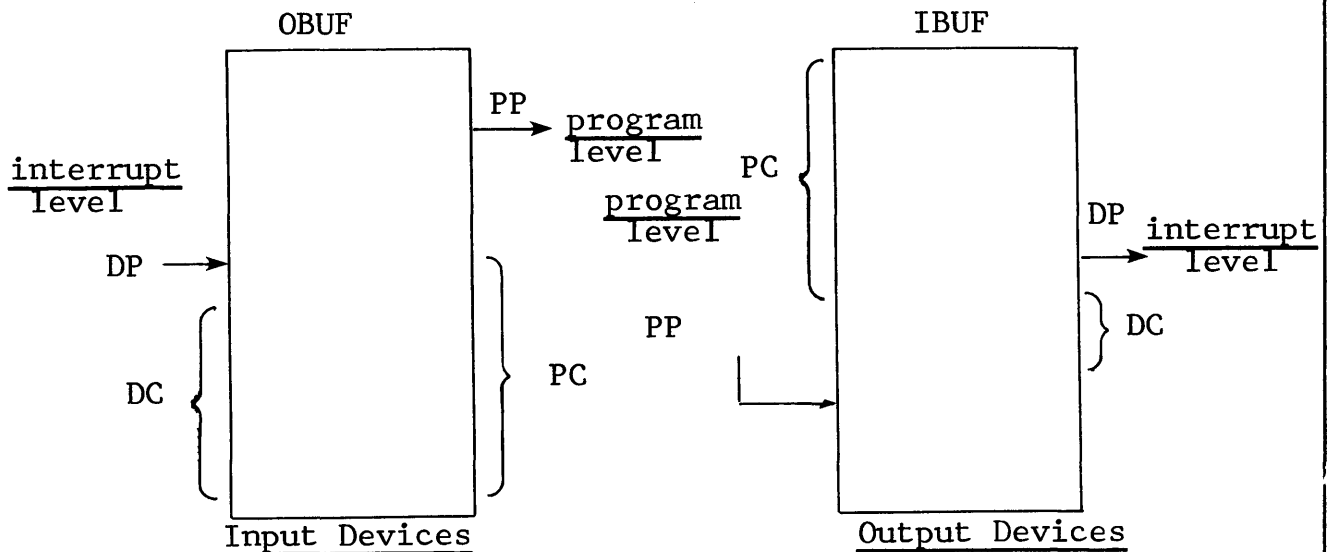 OBUF
PP
program
level
interrupt
level
DP
DC
PC
Input Devices
IBUF
PC
program
level
PP
DP
interrupt
level
DC
Output Devices